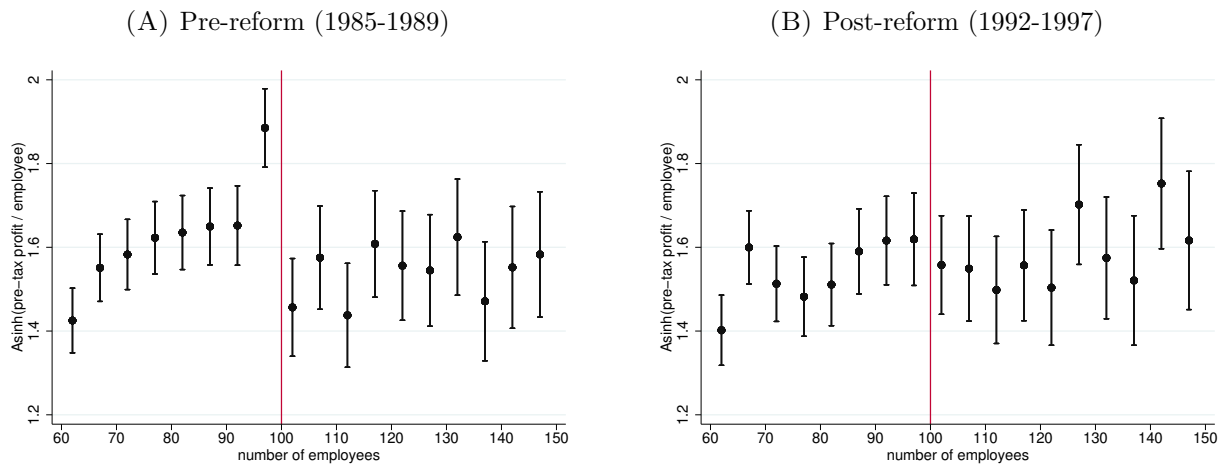 (A) Pre-reform (1985-1989)
Asinh(pre−tax profit / employee)
2
1.8
1.6
1.4
1.2
60 70 80 90 100 110 120 130 140 150
number of employees
(B) Post-reform (1992-1997)
Asinh(pre−tax profit / employee)
2
1.8
1.6
1.4
1.2
60 70 80 90 100 110 120 130 140 150
number of employees